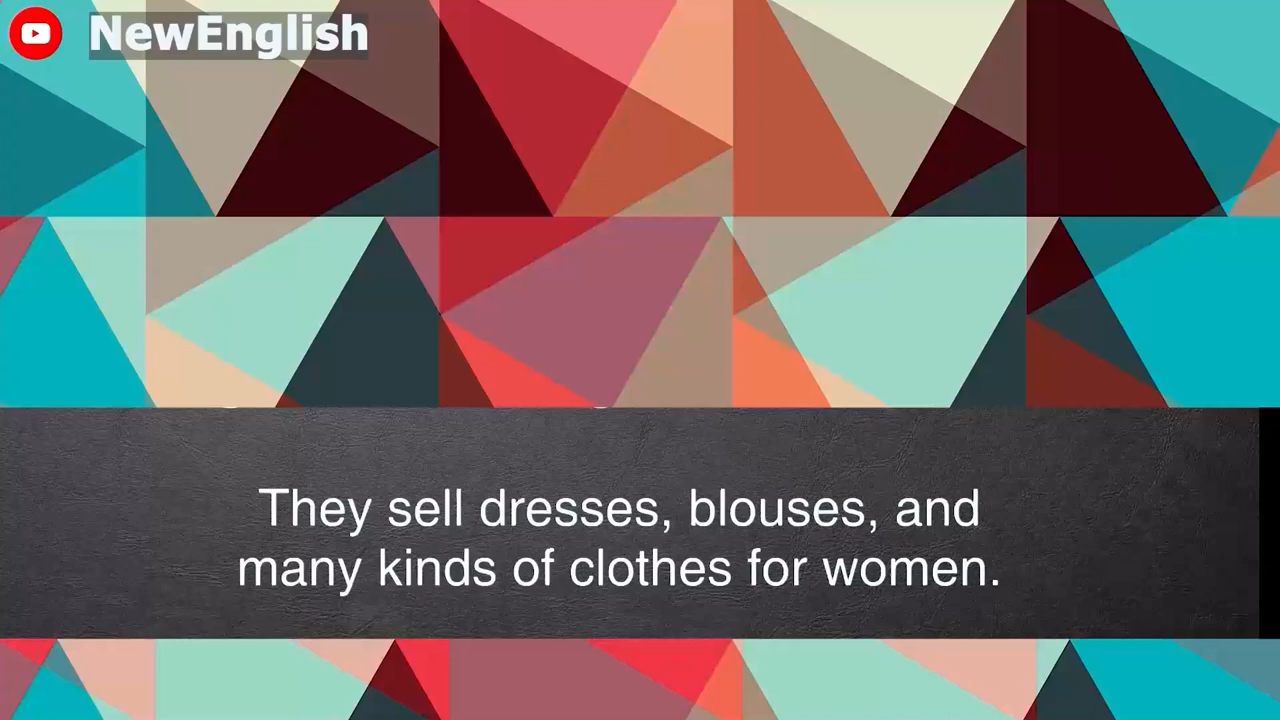 NewEnglish
They sell dresses, blouses, and
many kinds of clothes for women.